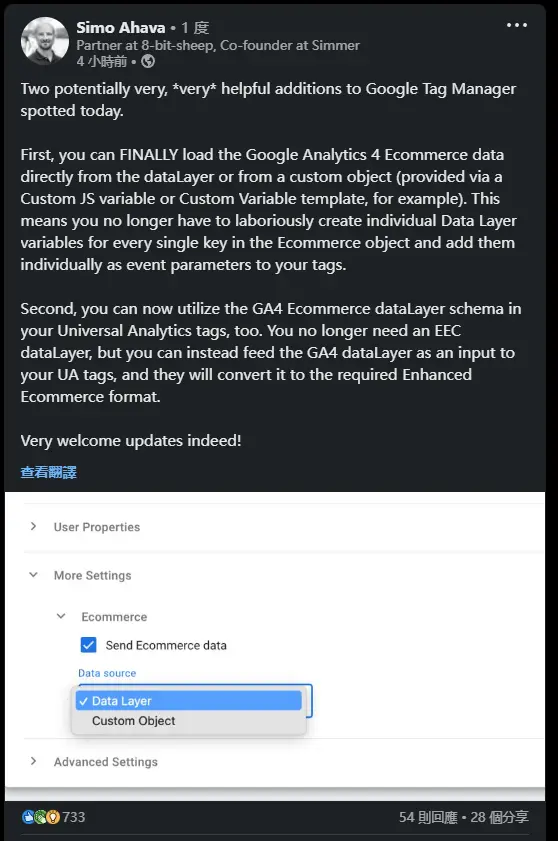 Simo Ahava • 1 度
Partner at 8-bit-sheep, Co-founder at Simmer
4 小時前 •
Two potentially very, *very* helpful additions to Google Tag Manager
spotted today.
First, you can FINALLY load the Google Analytics 4 Ecommerce data
directly from the dataLayer or from a custom object (provided via a
Custom JS variable or Custom Variable template, for example). This
means you no longer have to laboriously create individual Data Layer
variables for every single key in the Ecommerce object and add them
individually as event parameters to your tags.
Second, you can now utilize the GA4 Ecommerce dataLayer schema in
your Universal Analytics tags, too. You no longer need an EEC
dataLayer, but you can instead feed the GA4 dataLayer as an input to
your UA tags, and they will convert it to the required Enhanced
Ecommerce format.
Very welcome updates indeed!
查看翻譯
User Properties
More Settings
Ecommerce
Send Ecommerce data
Data source
Data Layer
Custom Object
Advanced Settings
733
54 則回應 • 28 個分享